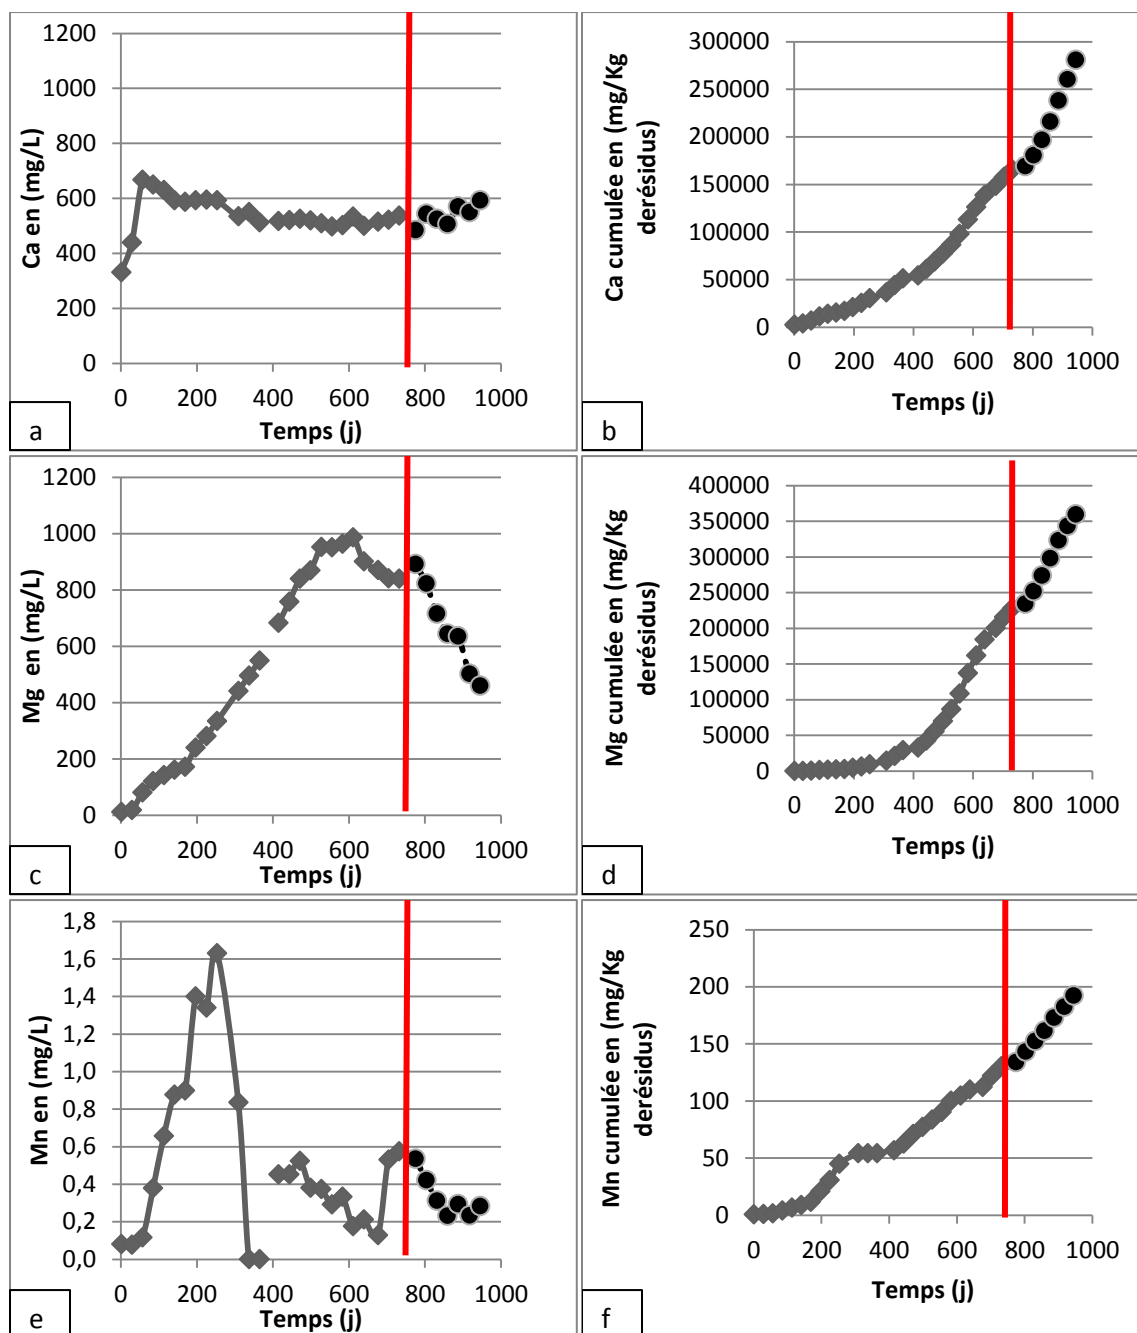 1200
1000
800
600
400
200
0
Ca en (mg/L)
0 200 400 600 800 1000
Temps (j)
a
300000
250000
200000
150000
100000
50000
0
Ca cumulée en (mg/Kg
derésidus)
0 200 400 600 800 1000
Temps (j)
b
1200
1000
800
600
400
200
0
Mg en (mg/L)
0 200 400 600 800 1000
Temps (j)
c
400000
350000
300000
250000
200000
150000
100000
50000
0
Mg cumulée en (mg/Kg
derésidus)
0 200 400 600 800 1000
Temps (j)
d
1,8
1,6
1,4
1,2
1,0
0,8
0,6
0,4
0,2
0,0
Mn en (mg/L)
0 200 400 600 800 1000
Temps (j)
e
250
200
150
100
50
0
Mn cumulée en (mg/Kg
derésidus)
0 200 400 600 800 1000
Temps (j)
f